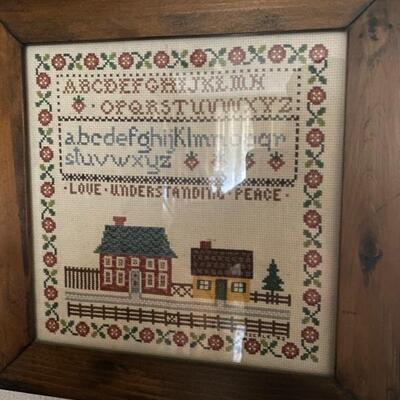 ABCDEFGHIJKLMN
OPQRSTUVWXYZ
abcdefghijklmnopqr
stuvwxyz
·LOVE·UNDERSTANDING·PEACE·